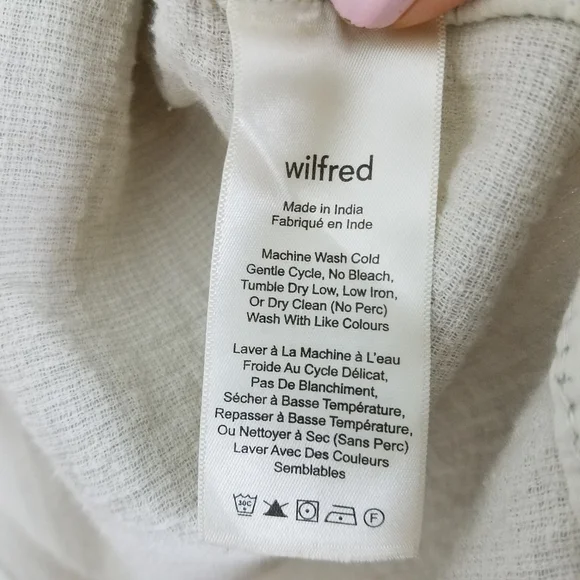 wilfred
Made in India
Fabriqué en Inde
Machine Wash Cold
Gentle Cycle, No Bleach,
Tumble Dry Low, Low Iron,
Or Dry Clean (No Perc)
Wash With Like Colours
Laver à La Machine à L'eau
Froide Au Cycle Délicat,
Pas De Blanchiment,
Sécher à Basse Température,
Repasser à Basse Température,
Ou Nettoyer à Sec (Sans Perc)
Laver Avec Des Couleurs
Semblables
30C F